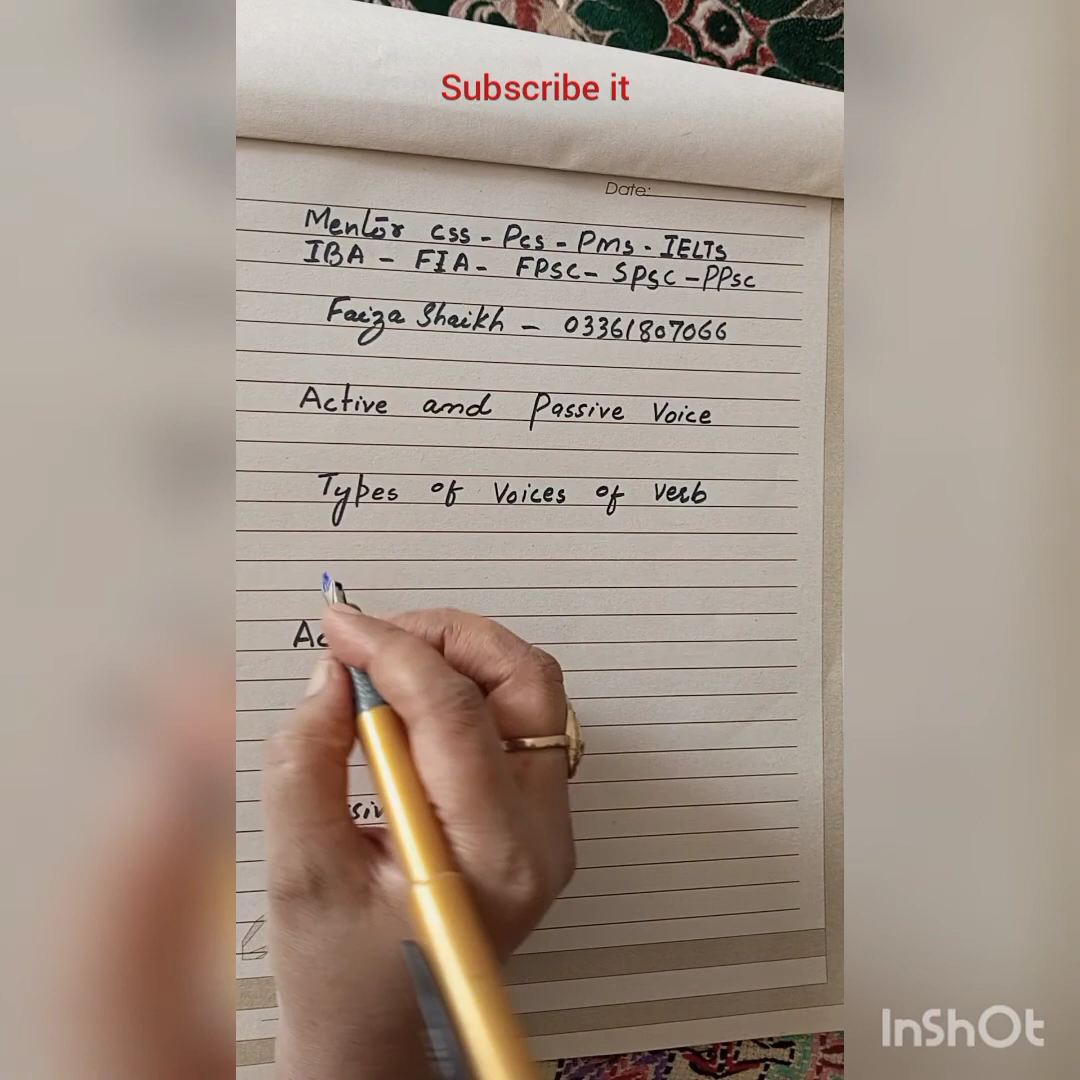 Subscribe it
Date:
Mentor css - Pcs - PMs - IELTs
IBA - FIA - FPSC - SPSC - PPsc
Faiza Shaikh - 03361807066
Active and Passive Voice
Types of Voices of verb
InShOt